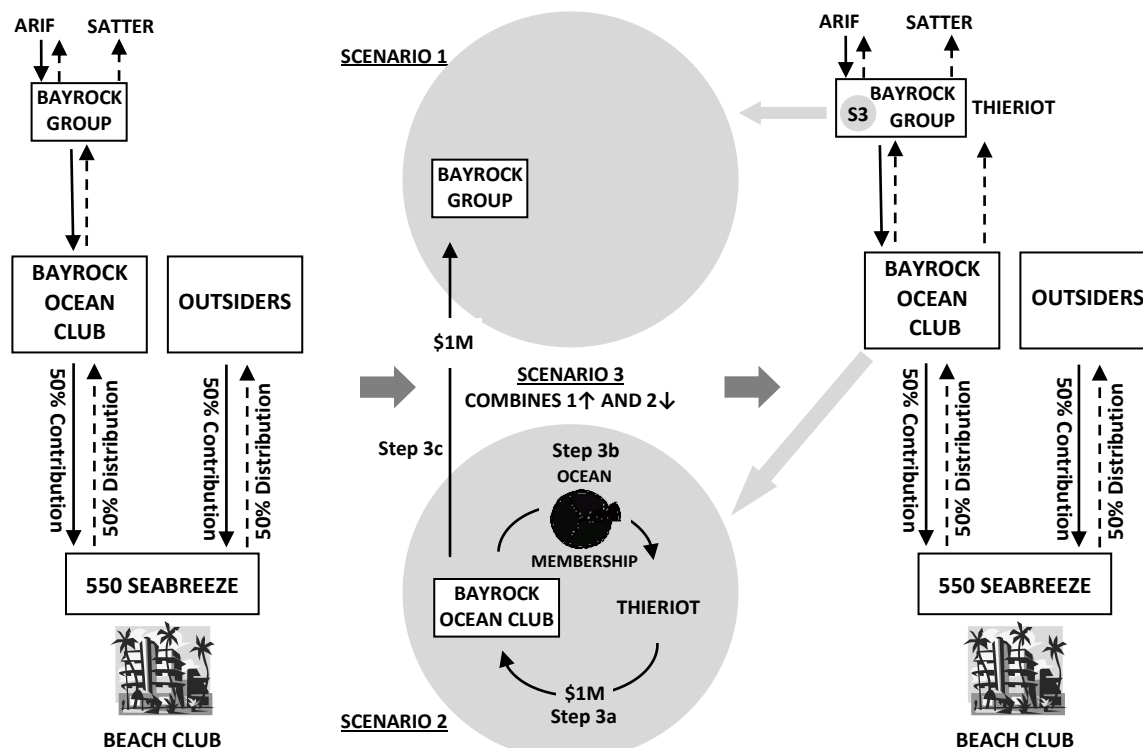 ARIF
SATTER
BAYROCK
GROUP
BAYROCK
OCEAN
CLUB
OUTSIDERS
50% Contribution
50% Distribution
50% Contribution
50% Distribution
550 SEABREEZE
BEACH CLUB
SCENARIO 1
BAYROCK
GROUP
$1M
SCENARIO 3
COMBINES 1↑ AND 2↓
Step 3c
Step 3b
OCEAN
MEMBERSHIP
BAYROCK
OCEAN CLUB
THIERIOT
$1M
Step 3a
SCENARIO 2
ARIF
SATTER
S3
BAYROCK
GROUP
THIERIOT
BAYROCK
OCEAN
CLUB
OUTSIDERS
50% Contribution
50% Distribution
50% Contribution
50% Distribution
550 SEABREEZE
BEACH CLUB